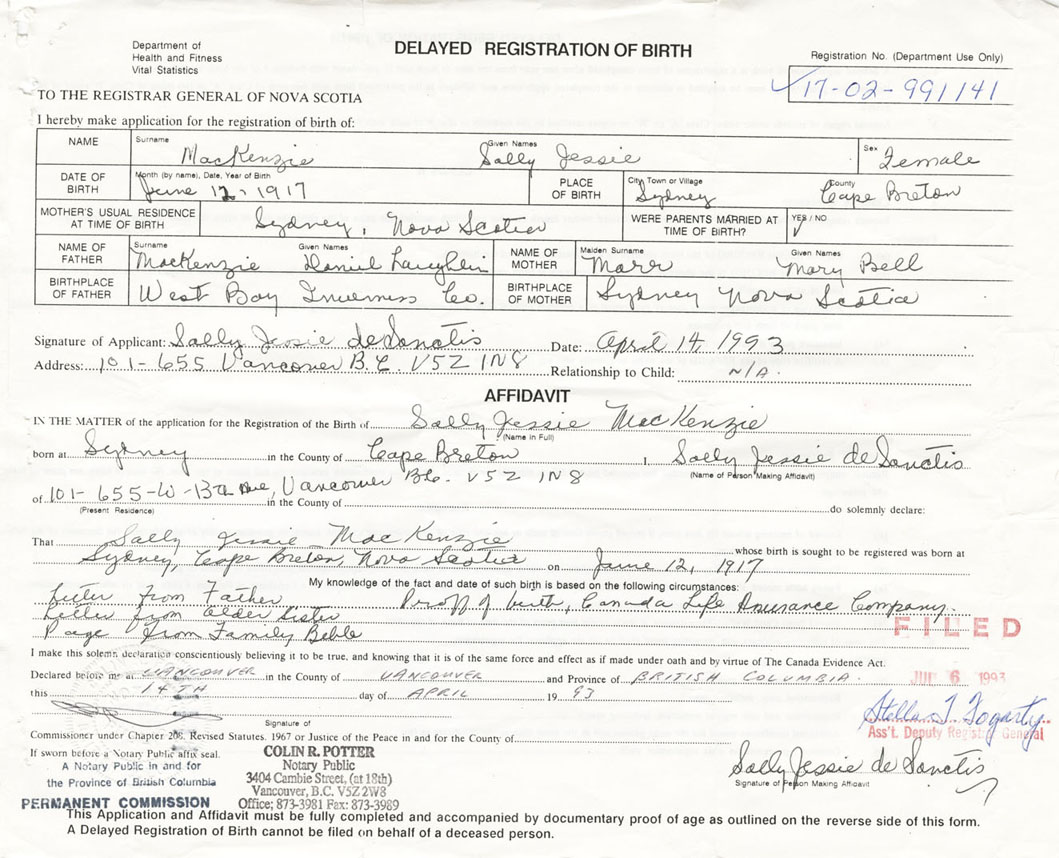 DELAYED REGISTRATION OF BIRTH
Department of
Health and Fitness
Vital Statistics
Registration No. (Department Use Only)
17-02-991141
TO THE REGISTRAR GENERAL OF NOVA SCOTIA
I hereby make application for the registration of birth of:
NAME Surname MacKenzie Given Names Sally Jessie Sex Female
DATE OF BIRTH Month (by name), Date, Year of Birth June 12, 1917 PLACE OF BIRTH City, Town or Village Sydney County Cape Breton
MOTHER'S USUAL RESIDENCE AT TIME OF BIRTH Sydney, Nova Scotia WERE PARENTS MARRIED AT TIME OF BIRTH? YES / NO
NAME OF FATHER Surname MacKenzie Given Names Daniel Laughlin NAME OF MOTHER Maiden Surname Marr Given Names Mary Bell
BIRTHPLACE OF FATHER West Bay Inverness Co. BIRTHPLACE OF MOTHER Sydney Nova Scotia
Signature of Applicant: Sally Jessie de Sanctis Date: April 14, 1993
Address: 101-655 Vancouver B.C. V5Z 1N8 Relationship to Child: N/A.
AFFIDAVIT
IN THE MATTER of the application for the Registration of the Birth of Sally Jessie MacKenzie
(Name in Full)
born at Sydney in the County of Cape Breton I, Sally Jessie de Sanctis
(Name of Person Making Affidavit)
of 101-655-W-13th Ave, Vancouver B.C. V5Z 1N8 in the County of do solemnly declare:
(Present Residence)
That Sally Jessie MacKenzie whose birth is sought to be registered was born at
Sydney, Cape Breton, Nova Scotia on June 12, 1917
My knowledge of the fact and date of such birth is based on the following circumstances:
Letter from Father Proff of birth, Canada Life Assurance Company.
Letter from older sister
Page from Family Bible
FILED
I make this solemn declaration conscientiously believing it to be true, and knowing that it is of the same force and effect as if made under oath and by virtue of The Canada Evidence Act.
Declared before me at VANCOUVER in the County of VANCOUVER and Province of BRITISH COLUMBIA.
6 1993
this 14TH day of APRIL 1993
Stella T Fogarty
Ass't. Deputy Registrar General
Signature of
Commissioner under Chapter 206, Revised Statutes, 1967 or Justice of the Peace in and for the County of
If sworn before a Notary Public affix seal.
A Notary Public in and for
the Province of British Columbia
PERMANENT COMMISSION
COLIN R. POTTER
Notary Public
3404 Cambie Street, (at 18th)
Vancouver, B.C. V5Z 2W8
Office; 873-3981 Fax: 873-3989
Sally Jessie de Sanctis
Signature of Person Making Affidavit
This Application and Affidavit must be fully completed and accompanied by documentary proof of age as outlined on the reverse side of this form.
A Delayed Registration of Birth cannot be filed on behalf of a deceased person.